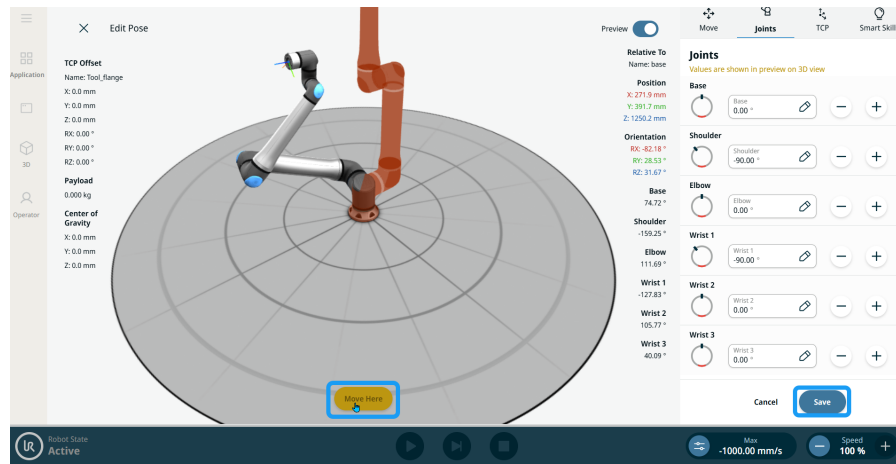 Edit Pose
Preview
Move
Joints
TCP
Smart Skill
Application
3D
Operator
TCP Offset
Name: Tool_flange
X: 0.0 mm
Y: 0.0 mm
Z: 0.0 mm
RX: 0.00 °
RY: 0.00 °
RZ: 0.00 °
Payload
0.000 kg
Center of
Gravity
X: 0.0 mm
Y: 0.0 mm
Z: 0.0 mm
Relative To
Name: base
Position
X: 271.9 mm
Y: 391.7 mm
Z: 1250.2 mm
Orientation
RX: -82.18 °
RY: 28.53 °
RZ: 31.67 °
Base
74.72 °
Shoulder
-159.25 °
Elbow
111.69 °
Wrist 1
-127.83 °
Wrist 2
105.77 °
Wrist 3
40.09 °
Move Here
Joints
Values are shown in preview on 3D view
Base
Base
0.00 °
Shoulder
Shoulder
-90.00 °
Elbow
Elbow
0.00 °
Wrist 1
Wrist 1
-90.00 °
Wrist 2
Wrist 2
0.00 °
Wrist 3
Wrist 3
0.00 °
Cancel
Save
UR
Robot State
Active
Max
-1000.00 mm/s
Speed
100 %